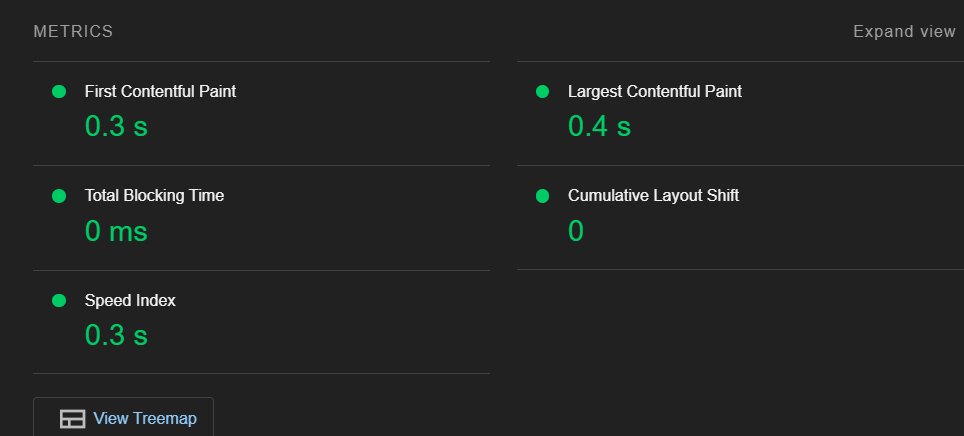 METRICS
Expand view
First Contentful Paint
0.3 s
Largest Contentful Paint
0.4 s
Total Blocking Time
0 ms
Cumulative Layout Shift
0
Speed Index
0.3 s
View Treemap